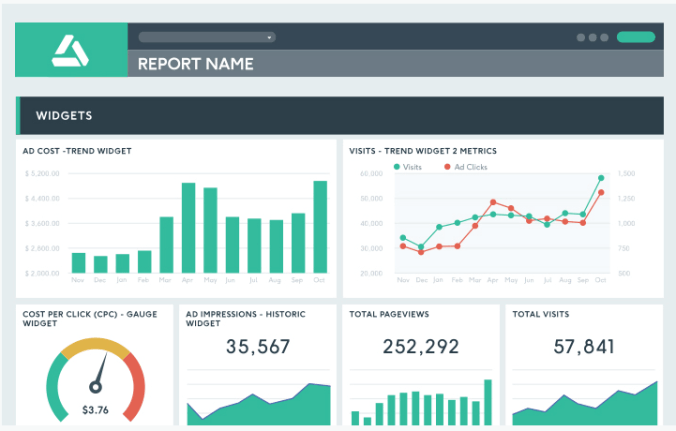 REPORT NAME
WIDGETS
AD COST -TREND WIDGET
$ 5,200.00
$ 4,400.00
$ 3,600.00
$ 2,600.00
$ 2,000.00
Nov Dec Jan Feb Mar Apr May Jun Jul Aug Sep Oct
VISITS - TREND WIDGET 2 METRICS
Visits Ad Clicks
60,000
50,000
40,000
30,000
20,000
1,500
1,250
1,000
750
500
Nov Dec Jan Feb Mar Apr May Jun Jul Aug Sep Oct
COST PER CLICK (CPC) - GAUGE
WIDGET
$3.76
AD IMPRESSIONS - HISTORIC
WIDGET
35,567
TOTAL PAGEVIEWS
252,292
TOTAL VISITS
57,841